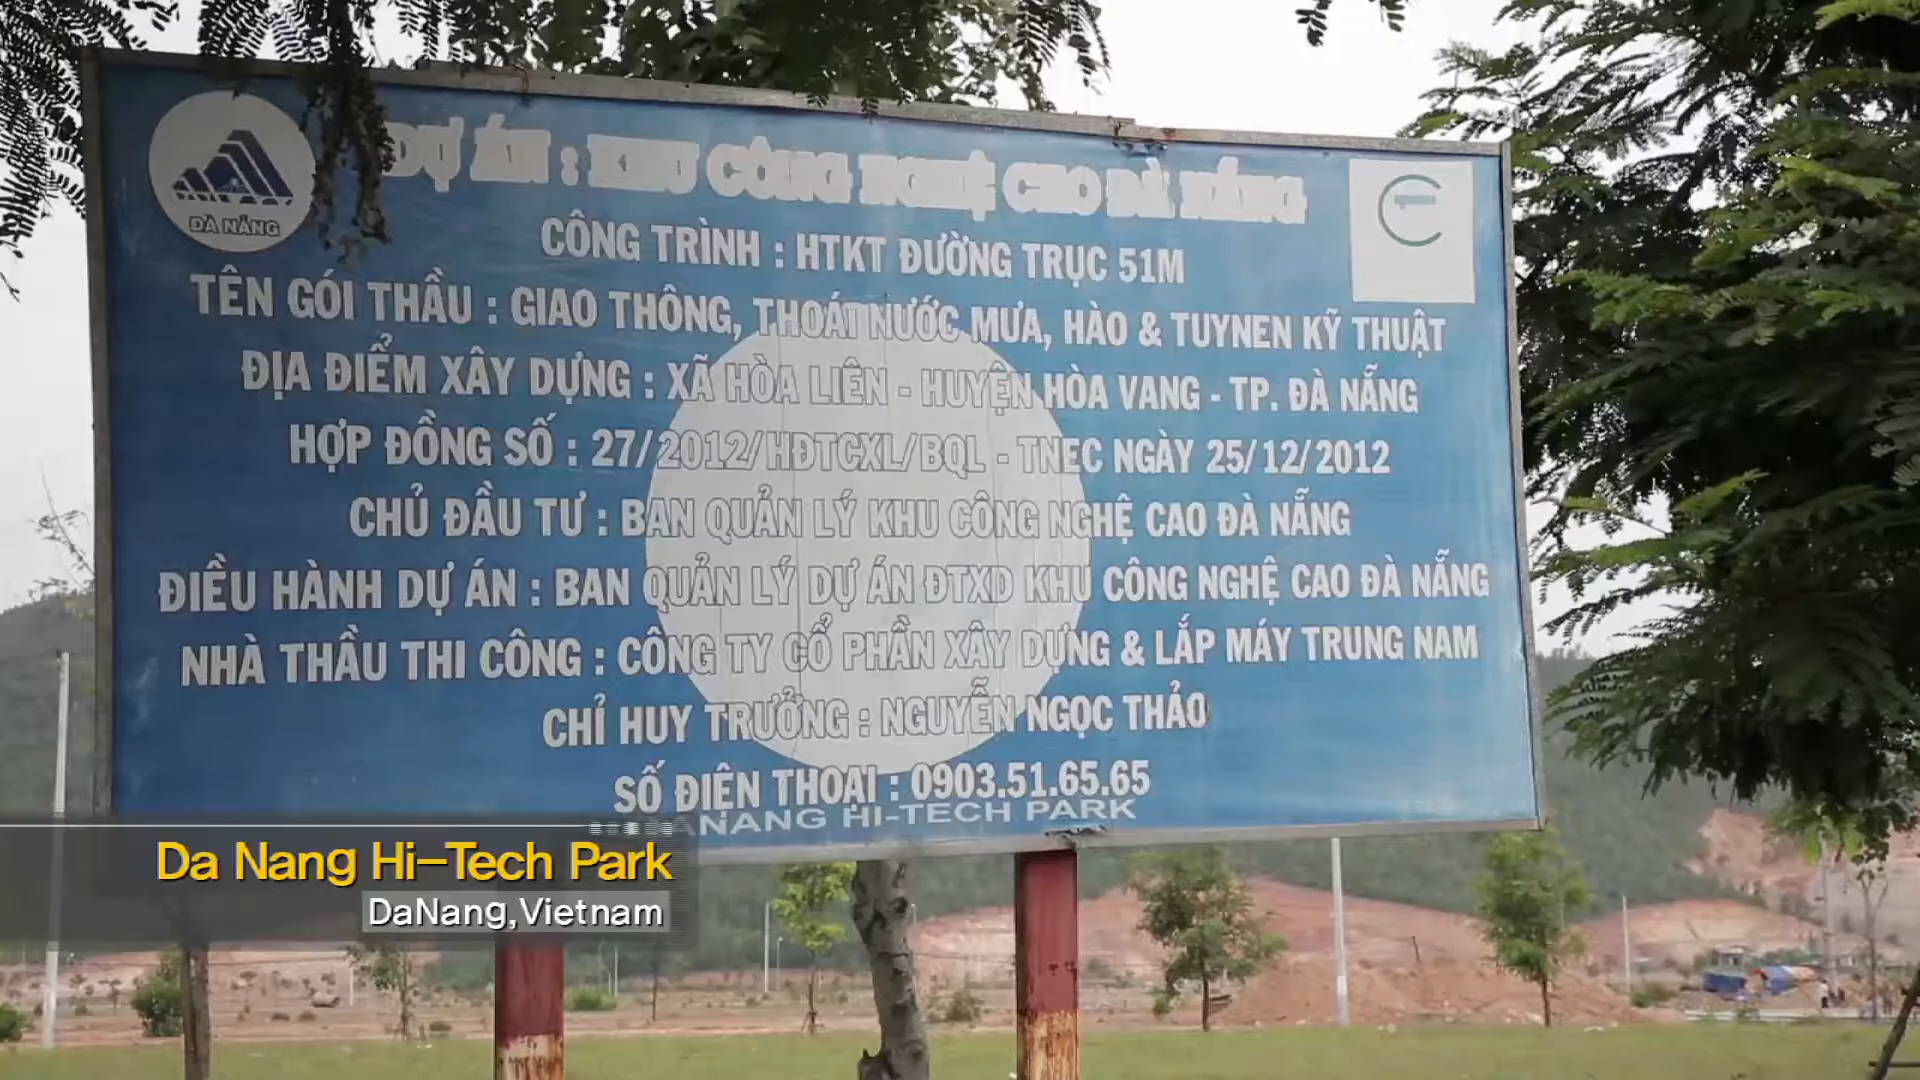 ĐÀ NẴNG
DỰ ÁN : KHU CÔNG NGHỆ CAO ĐÀ NẴNG
CÔNG TRÌNH : HTKT ĐƯỜNG TRỤC 51M
TÊN GÓI THẦU : GIAO THÔNG, THOÁT NƯỚC MƯA, HÀO & TUYNEN KỸ THUẬT
ĐỊA ĐIỂM XÂY DỰNG : XÃ HÒA LIÊN - HUYỆN HÒA VANG - TP. ĐÀ NẴNG
HỢP ĐỒNG SỐ : 27/2012/HĐTCXL/BQL - TNEC NGÀY 25/12/2012
CHỦ ĐẦU TƯ : BAN QUẢN LÝ KHU CÔNG NGHỆ CAO ĐÀ NẴNG
ĐIỀU HÀNH DỰ ÁN : BAN QUẢN LÝ DỰ ÁN ĐTXD KHU CÔNG NGHỆ CAO ĐÀ NẴNG
NHÀ THẦU THI CÔNG : CÔNG TY CỔ PHẦN XÂY DỰNG & LẮP MÁY TRUNG NAM
CHỈ HUY TRƯỞNG : NGUYỄN NGỌC THẢO
SỐ ĐIỆN THOẠI : 0903.51.65.65
NANG HI-TECH PARK
Da Nang Hi-Tech Park
DaNang,Vietnam